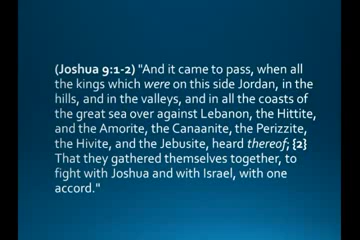 (Joshua 9:1-2) "And it came to pass, when all
the kings which were on this side Jordan, in the
hills, and in the valleys, and in all the coasts of
the great sea over against Lebanon, the Hittite,
and the Amorite, the Canaanite, the Perizzite,
the Hivite, and the Jebusite, heard thereof; {2}
That they gathered themselves together, to
fight with Joshua and with Israel, with one
accord."